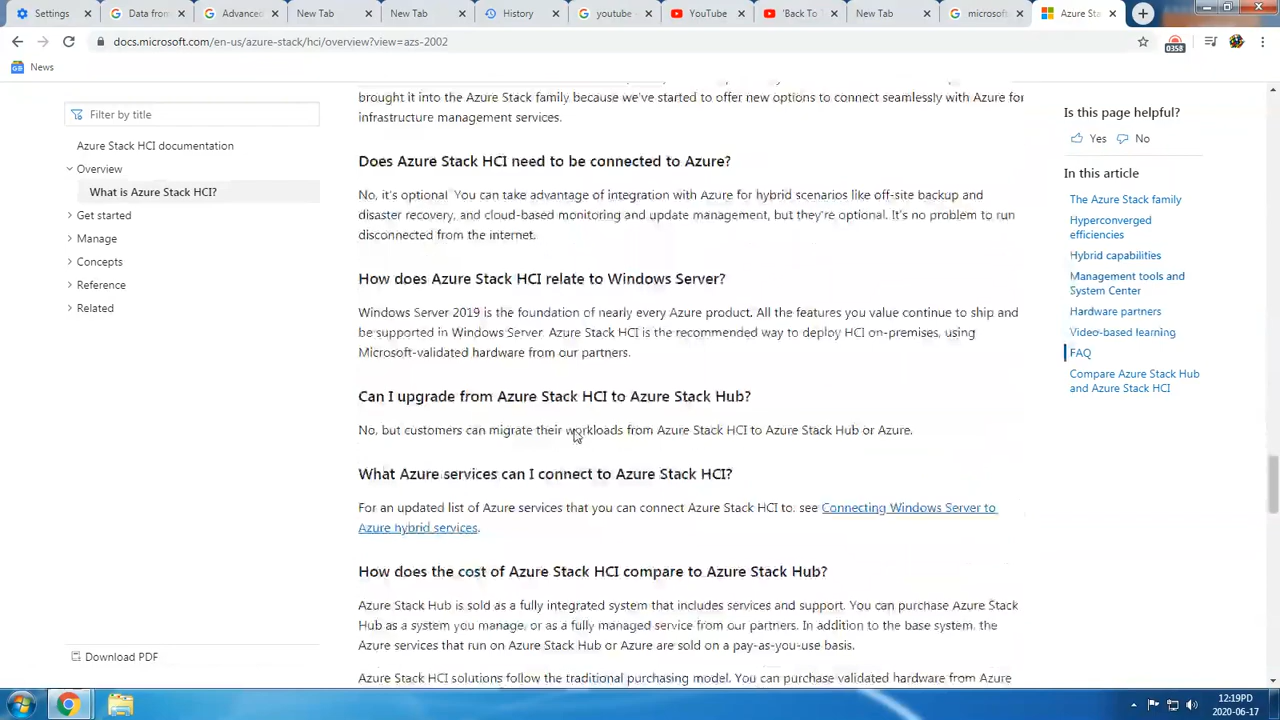 Settings
Data from
Advanced
New Tab
New Tab
History
youtube
YouTube
'Back To
New Tab
microsoft
Azure Sta
docs.microsoft.com/en-us/azure-stack/hci/overview?view=azs-2002
0358
News
Filter by title
Azure Stack HCI documentation
Overview
What is Azure Stack HCI?
Get started
Manage
Concepts
Reference
Related
Download PDF
brought it into the Azure Stack family because we've started to offer new options to connect seamlessly with Azure for
infrastructure management services.
Does Azure Stack HCI need to be connected to Azure?
No, it's optional. You can take advantage of integration with Azure for hybrid scenarios like off-site backup and
disaster recovery, and cloud-based monitoring and update management, but they're optional. It's no problem to run
disconnected from the internet.
How does Azure Stack HCI relate to Windows Server?
Windows Server 2019 is the foundation of nearly every Azure product. All the features you value continue to ship and
be supported in Windows Server. Azure Stack HCI is the recommended way to deploy HCI on-premises, using
Microsoft-validated hardware from our partners.
Can I upgrade from Azure Stack HCI to Azure Stack Hub?
No, but customers can migrate their workloads from Azure Stack HCI to Azure Stack Hub or Azure.
What Azure services can I connect to Azure Stack HCI?
For an updated list of Azure services that you can connect Azure Stack HCI to, see Connecting Windows Server to
Azure hybrid services.
How does the cost of Azure Stack HCI compare to Azure Stack Hub?
Azure Stack Hub is sold as a fully integrated system that includes services and support. You can purchase Azure Stack
Hub as a system you manage, or as a fully managed service from our partners. In addition to the base system, the
Azure services that run on Azure Stack Hub or Azure are sold on a pay-as-you-use basis.
Azure Stack HCI solutions follow the traditional purchasing model. You can purchase validated hardware from Azure
Is this page helpful?
Yes No
In this article
The Azure Stack family
Hyperconverged
efficiencies
Hybrid capabilities
Management tools and
System Center
Hardware partners
Video-based learning
FAQ
Compare Azure Stack Hub
and Azure Stack HCI
12:19PD
2020-06-17